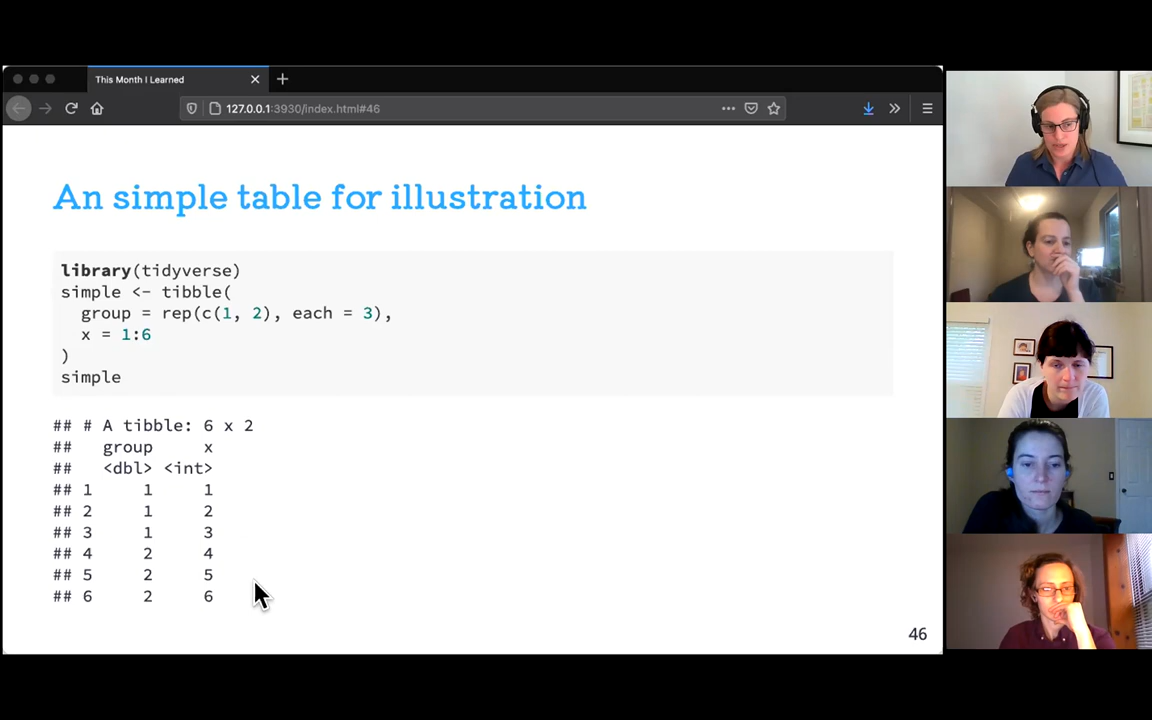 This Month I Learned
127.0.0.1:3930/index.html#46
An simple table for illustration
library(tidyverse)
simple <- tibble(
  group = rep(c(1, 2), each = 3),
  x = 1:6
)
simple
## # A tibble: 6 x 2
##   group     x
##   <dbl> <int>
## 1     1     1
## 2     1     2
## 3     1     3
## 4     2     4
## 5     2     5
## 6     2     6
46